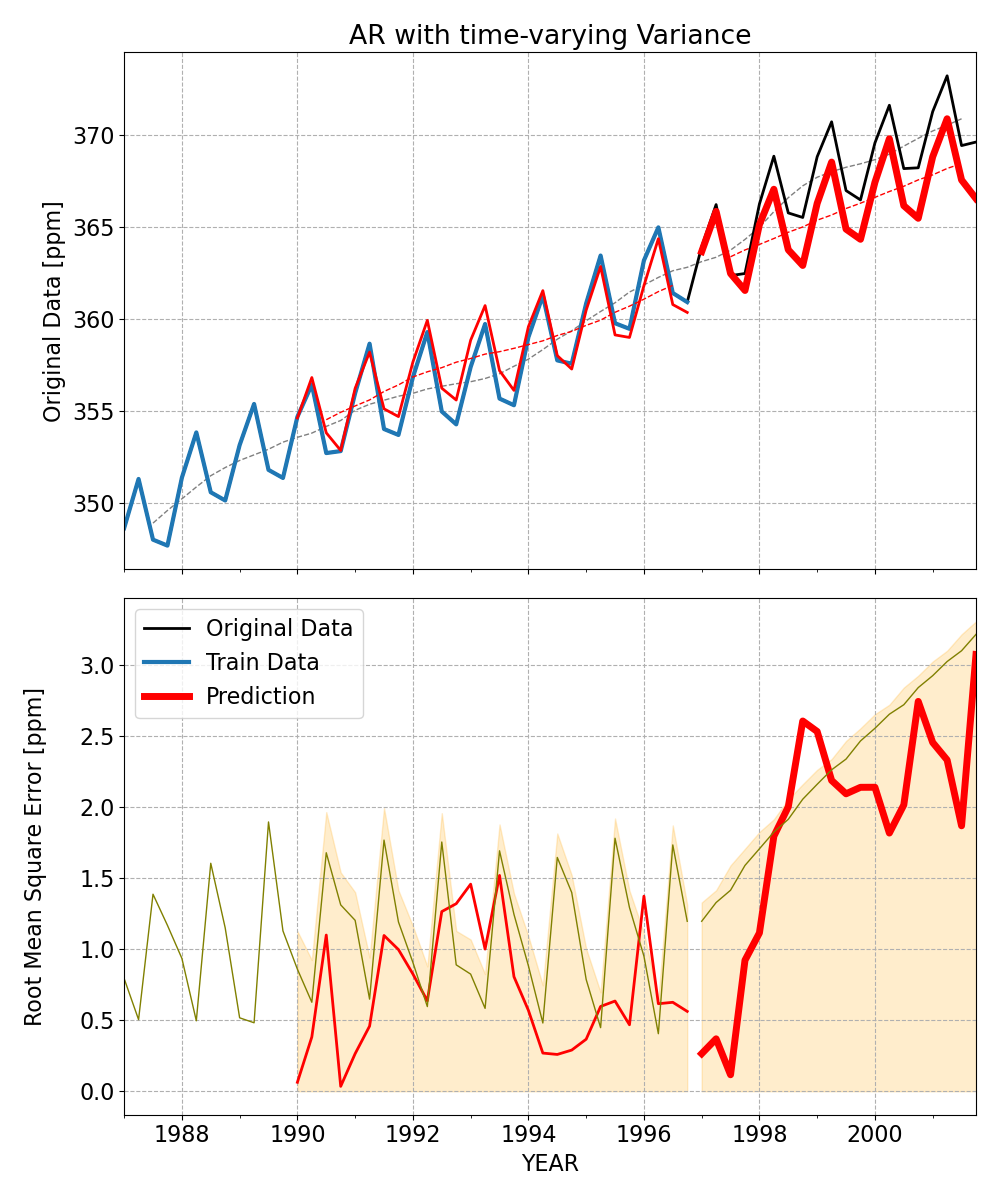 AR with time-varying Variance
Original Data [ppm]
370
365
360
355
350
Root Mean Square Error [ppm]
3.0
2.5
2.0
1.5
1.0
0.5
0.0
Original Data
Train Data
Prediction
1988 1990 1992 1994 1996 1998 2000
YEAR